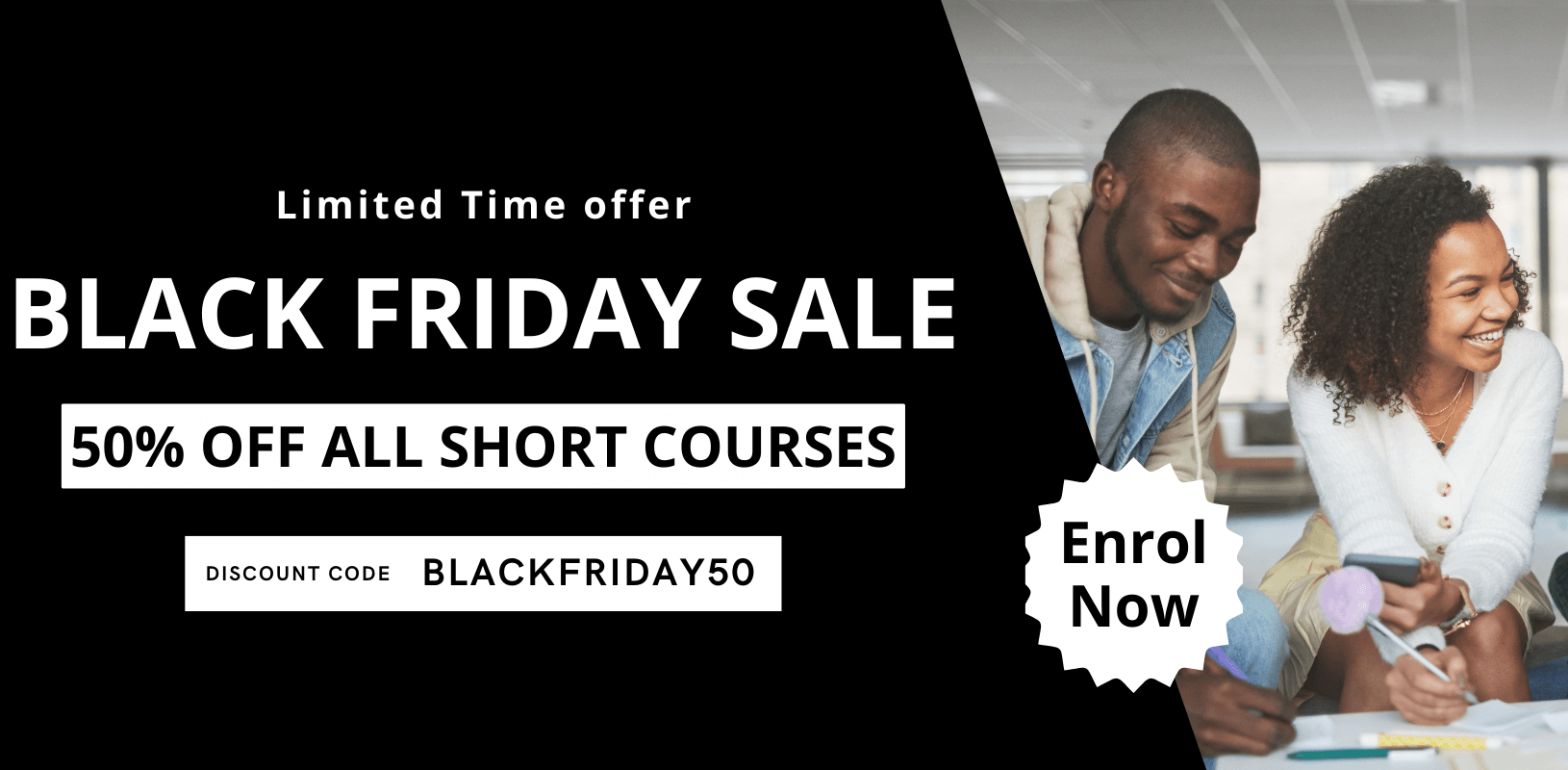 Limited Time offer
BLACK FRIDAY SALE
50% OFF ALL SHORT COURSES
DISCOUNT CODE BLACKFRIDAY50
Enrol
Now